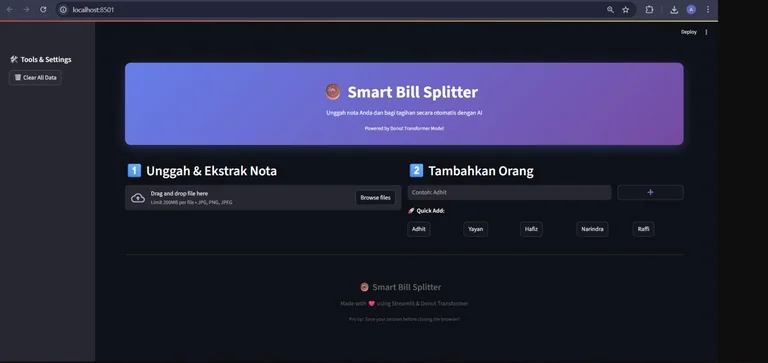 localhost:8501
A
Deploy
Tools & Settings
Clear All Data
Smart Bill Splitter
Unggah nota Anda dan bagi tagihan secara otomatis dengan AI
Powered by Donut Transformer Model
1 Unggah & Ekstrak Nota
Drag and drop file here
Limit 200MB per file • JPG, PNG, JPEG
Browse files
2 Tambahkan Orang
Contoh: Adhit
+
Quick Add:
Adhit
Yayan
Hafiz
Narindra
Raffi
Smart Bill Splitter
Made with ❤️ using Streamlit & Donut Transformer
Pro tip: Save your session before closing the browser!